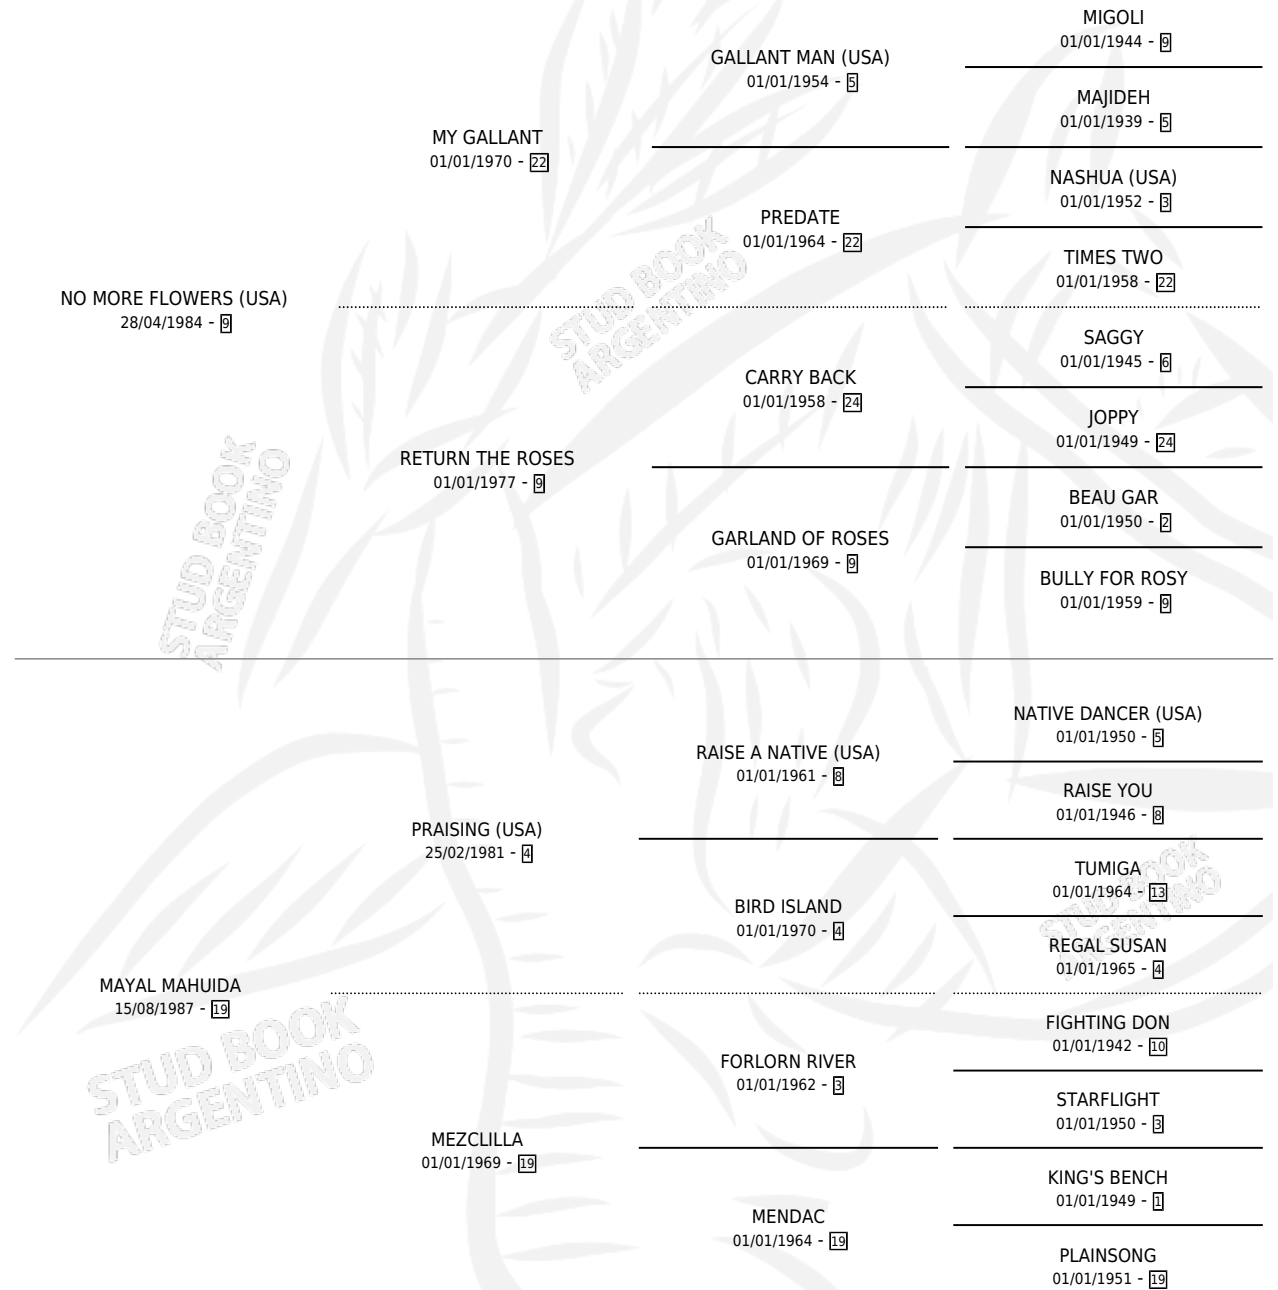 MIGOLI
01/01/1944 - 9
GALLANT MAN (USA)
01/01/1954 - 5
MAJIDEH
01/01/1939 - 5
MY GALLANT
01/01/1970 - 22
NASHUA (USA)
01/01/1952 - 3
PREDATE
01/01/1964 - 22
TIMES TWO
01/01/1958 - 22
NO MORE FLOWERS (USA)
28/04/1984 - 9
SAGGY
01/01/1945 - 6
CARRY BACK
01/01/1958 - 24
JOPPY
01/01/1949 - 24
RETURN THE ROSES
01/01/1977 - 9
BEAU GAR
01/01/1950 - 2
GARLAND OF ROSES
01/01/1969 - 9
BULLY FOR ROSY
01/01/1959 - 9
NATIVE DANCER (USA)
01/01/1950 - 5
RAISE A NATIVE (USA)
01/01/1961 - 8
RAISE YOU
01/01/1946 - 8
PRAISING (USA)
25/02/1981 - 4
TUMIGA
01/01/1964 - 13
BIRD ISLAND
01/01/1970 - 4
REGAL SUSAN
01/01/1965 - 4
MAYAL MAHUIDA
15/08/1987 - 19
FIGHTING DON
01/01/1942 - 10
FORLORN RIVER
01/01/1962 - 3
STARFLIGHT
01/01/1950 - 3
MEZCLILLA
01/01/1969 - 19
KING'S BENCH
01/01/1949 - 1
MENDAC
01/01/1964 - 19
PLAINSONG
01/01/1951 - 19
STUD BOOK
ARGENTINO
STUD BOOK
ARGENTINO
STUD BOOK
ARGENTINO
STUD BOOK
ARGENTINO